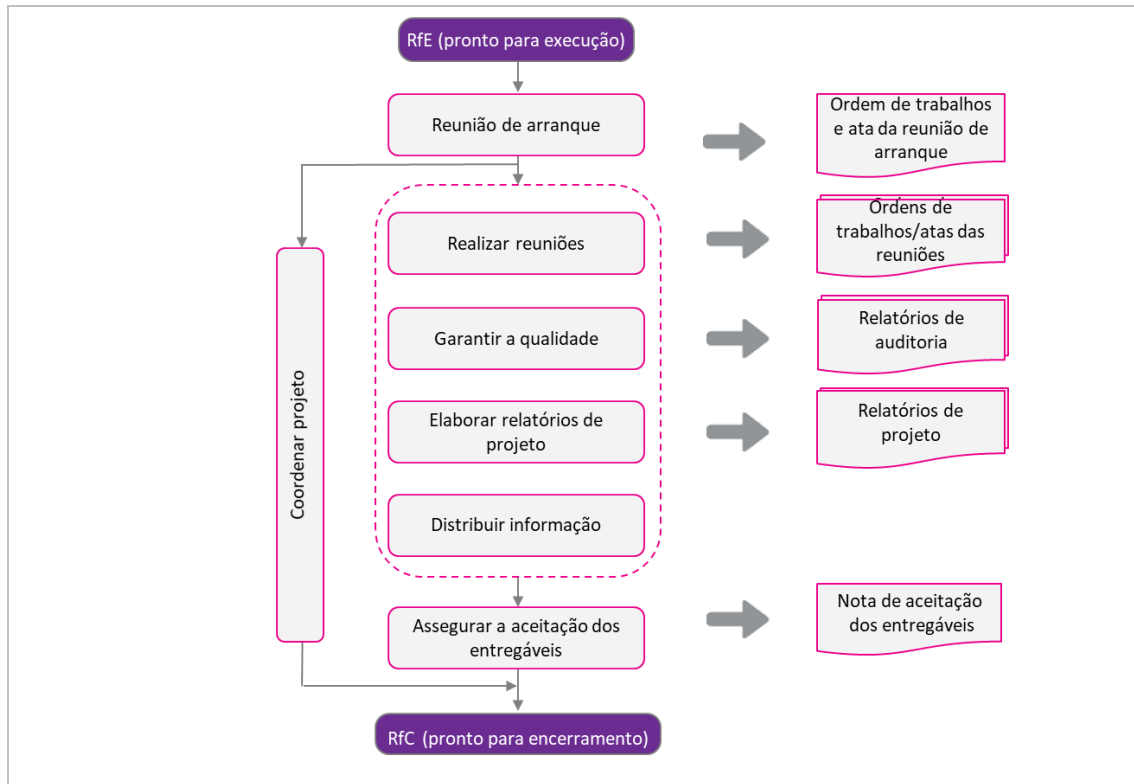 RfE (pronto para execução)
Reunião de arranque
Ordem de trabalhos
e ata da reunião de
arranque
Realizar reuniões
Ordens de
trabalhos/atas das
reuniões
Coordenar projeto
Garantir a qualidade
Relatórios de
auditoria
Elaborar relatórios de
projeto
Relatórios de
projeto
Distribuir informação
Assegurar a aceitação dos
entregáveis
Nota de aceitação
dos entregáveis
RfC (pronto para encerramento)